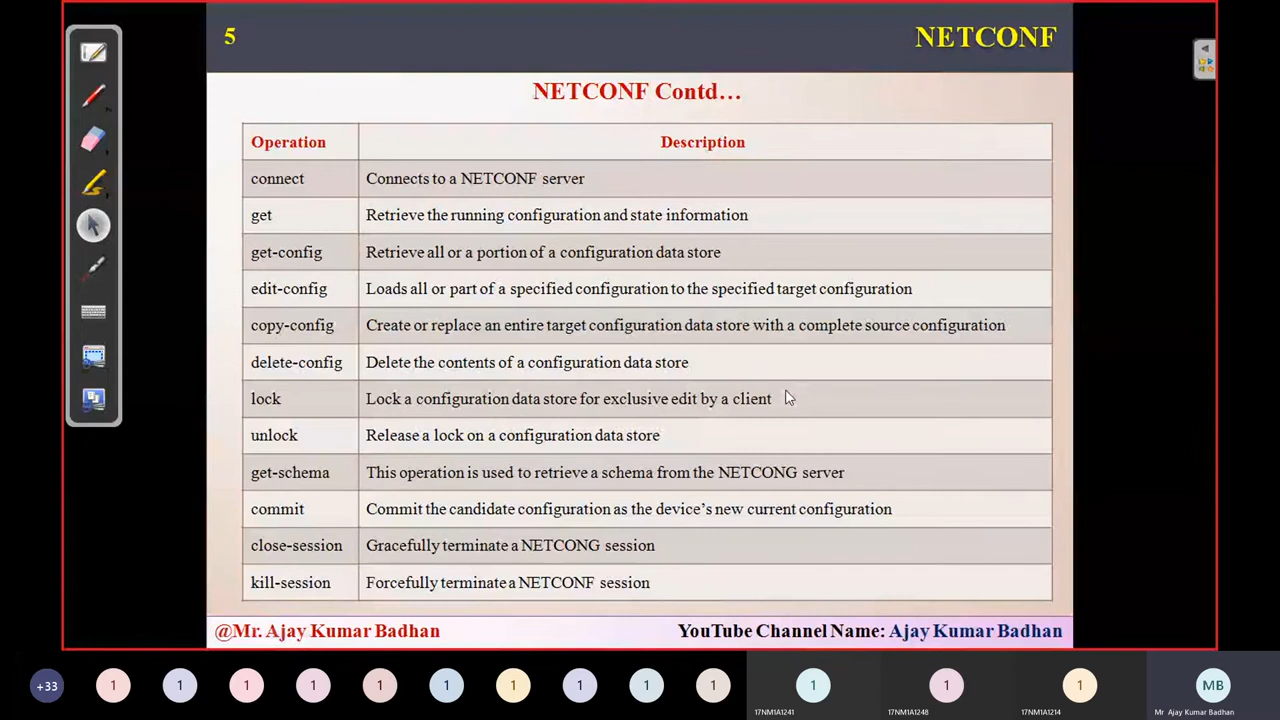 5 NETCONF
NETCONF Contd…
Operation Description
connect Connects to a NETCONF server
get Retrieve the running configuration and state information
get-config Retrieve all or a portion of a configuration data store
edit-config Loads all or part of a specified configuration to the specified target configuration
copy-config Create or replace an entire target configuration data store with a complete source configuration
delete-config Delete the contents of a configuration data store
lock Lock a configuration data store for exclusive edit by a client
unlock Release a lock on a configuration data store
get-schema This operation is used to retrieve a schema from the NETCONG server
commit Commit the candidate configuration as the device’s new current configuration
close-session Gracefully terminate a NETCONG session
kill-session Forcefully terminate a NETCONF session
@Mr. Ajay Kumar Badhan YouTube Channel Name: Ajay Kumar Badhan
+33 1 1 1 1 1 1 1 1 1 1 1 1 1 MB
17NM1A1241 17NM1A1248 17NM1A1214 Mr Ajay Badhan